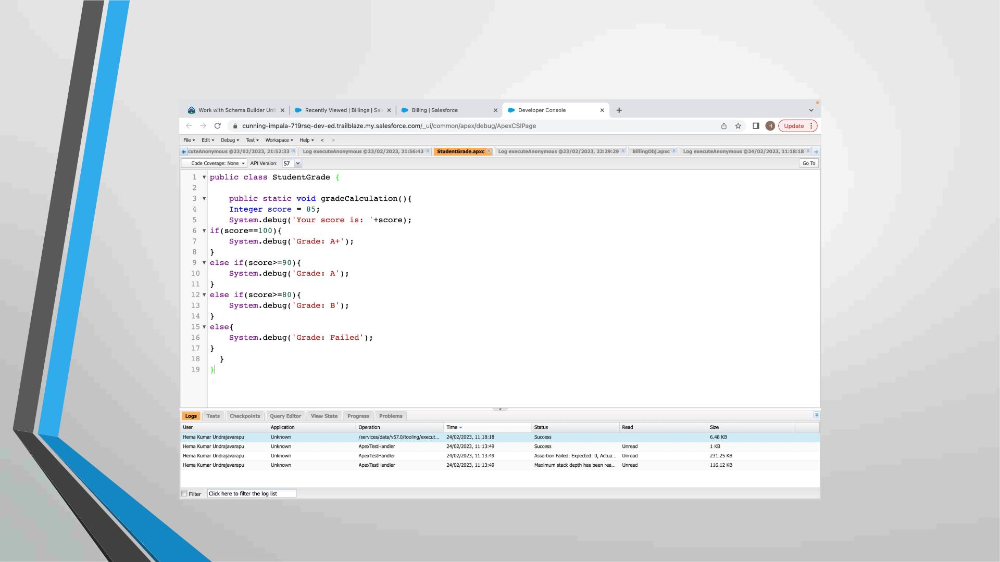 Work with Schema Builder Unit
Recently Viewed | Billings | Sal
Billing | Salesforce
Developer Console
cunning-impala-719rsq-dev-ed.trailblaze.my.salesforce.com/_ui/common/apex/debug/ApexCSIPage
H
Update
File Edit Debug Test Workspace Help < >
cuteAnonymous @23/02/2023, 21:52:33
Log executeAnonymous @23/02/2023, 21:56:43
StudentGrade.apxc
Log executeAnonymous @23/02/2023, 22:29:29
BillingObj.apxc
Log executeAnonymous @24/02/2023, 11:18:18
Code Coverage: None API Version: 57 Go To
1 public class StudentGrade {
2
3 public static void gradeCalculation(){
4 Integer score = 85;
5 System.debug('Your score is: '+score);
6 if(score==100){
7 System.debug('Grade: A+');
8 }
9 else if(score>=90){
10 System.debug('Grade: A');
11 }
12 else if(score>=80){
13 System.debug('Grade: B');
14 }
15 else{
16 System.debug('Grade: Failed');
17 }
18 }
19 }
Logs Tests Checkpoints Query Editor View State Progress Problems
User Application Operation Time Status Read Size
Hema Kumar Undrajavarapu Unknown /services/data/v57.0/tooling/execut... 24/02/2023, 11:18:18 Success 6.48 KB
Hema Kumar Undrajavarapu Unknown ApexTestHandler 24/02/2023, 11:13:49 Success Unread 1 KB
Hema Kumar Undrajavarapu Unknown ApexTestHandler 24/02/2023, 11:13:49 Assertion Failed: Expected: 0, Actua... Unread 231.25 KB
Hema Kumar Undrajavarapu Unknown ApexTestHandler 24/02/2023, 11:13:49 Maximum stack depth has been rea... Unread 116.12 KB
Filter Click here to filter the log list